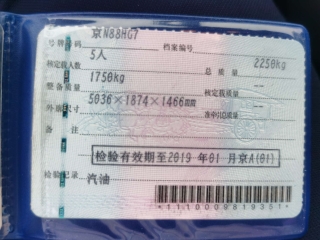 号牌号码 京N88HG7 档案编号
核定载人数 5人 总质量 2250kg
整备质量 1750kg 核定载质量 --
外廓尺寸 5036×1874×1466mm 准牵引总质量 --
备注
检验有效期至2019年01月京A(01)
检验记录 汽油
*1110009819351*